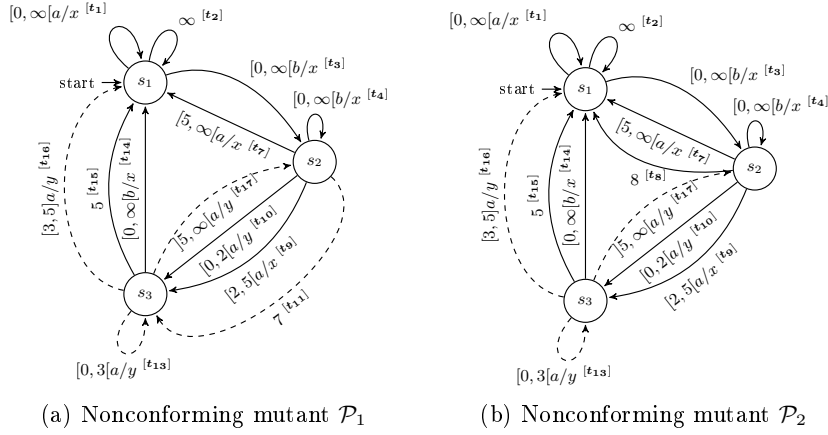 [0, ∞[a/x [t₁]
∞ [t₂]
[0, ∞[b/x [t₃]
[0, ∞[b/x [t₄]
start
s₁
[3, 5]a/y [t₁₆]
5 [t₁₅]
[0, ∞[b/x [t₁₄]
[5, ∞[a/x [t₇]
s₂
]5, ∞[a/y [t₁₇]
[0, 2[a/y [t₁₀]
[2, 5[a/x [t₉]
7 [t₁₁]
s₃
[0, 3[a/y [t₁₃]
(a) Nonconforming mutant 𝒫₁
[0, ∞[a/x [t₁]
∞ [t₂]
[0, ∞[b/x [t₃]
[0, ∞[b/x [t₄]
start
s₁
[3, 5]a/y [t₁₆]
5 [t₁₅]
[0, ∞[b/x [t₁₄]
[5, ∞[a/x [t₇]
8 [t₈]
s₂
]5, ∞[a/y [t₁₇]
[0, 2[a/y [t₁₀]
[2, 5[a/x [t₉]
s₃
[0, 3[a/y [t₁₃]
(b) Nonconforming mutant 𝒫₂